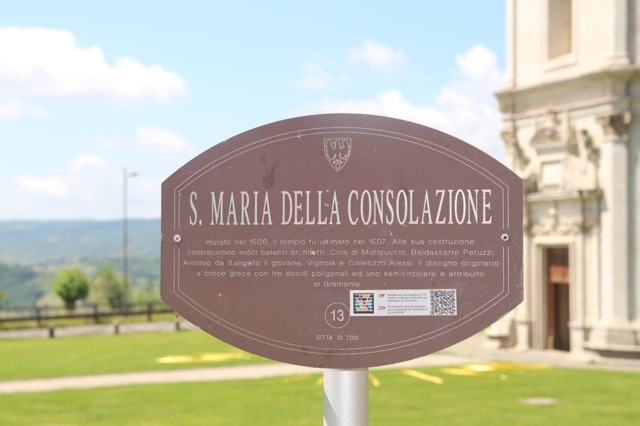 S. MARIA DELLA CONSOLAZIONE
Iniziato nel 1508, il tempio fu ultimato nel 1607. Alla sua costruzione
contribuirono molti celebri architetti: Cola di Matteuccio, Baldassarre Peruzzi,
Antonio da Sangallo il giovane, Vignola e Galeazzo Alessi. Il disegno originario
a croce greca con tre absidi poligonali ed uno semicircolare è attribuito
al Bramante.
13
CITTA' DI TODI